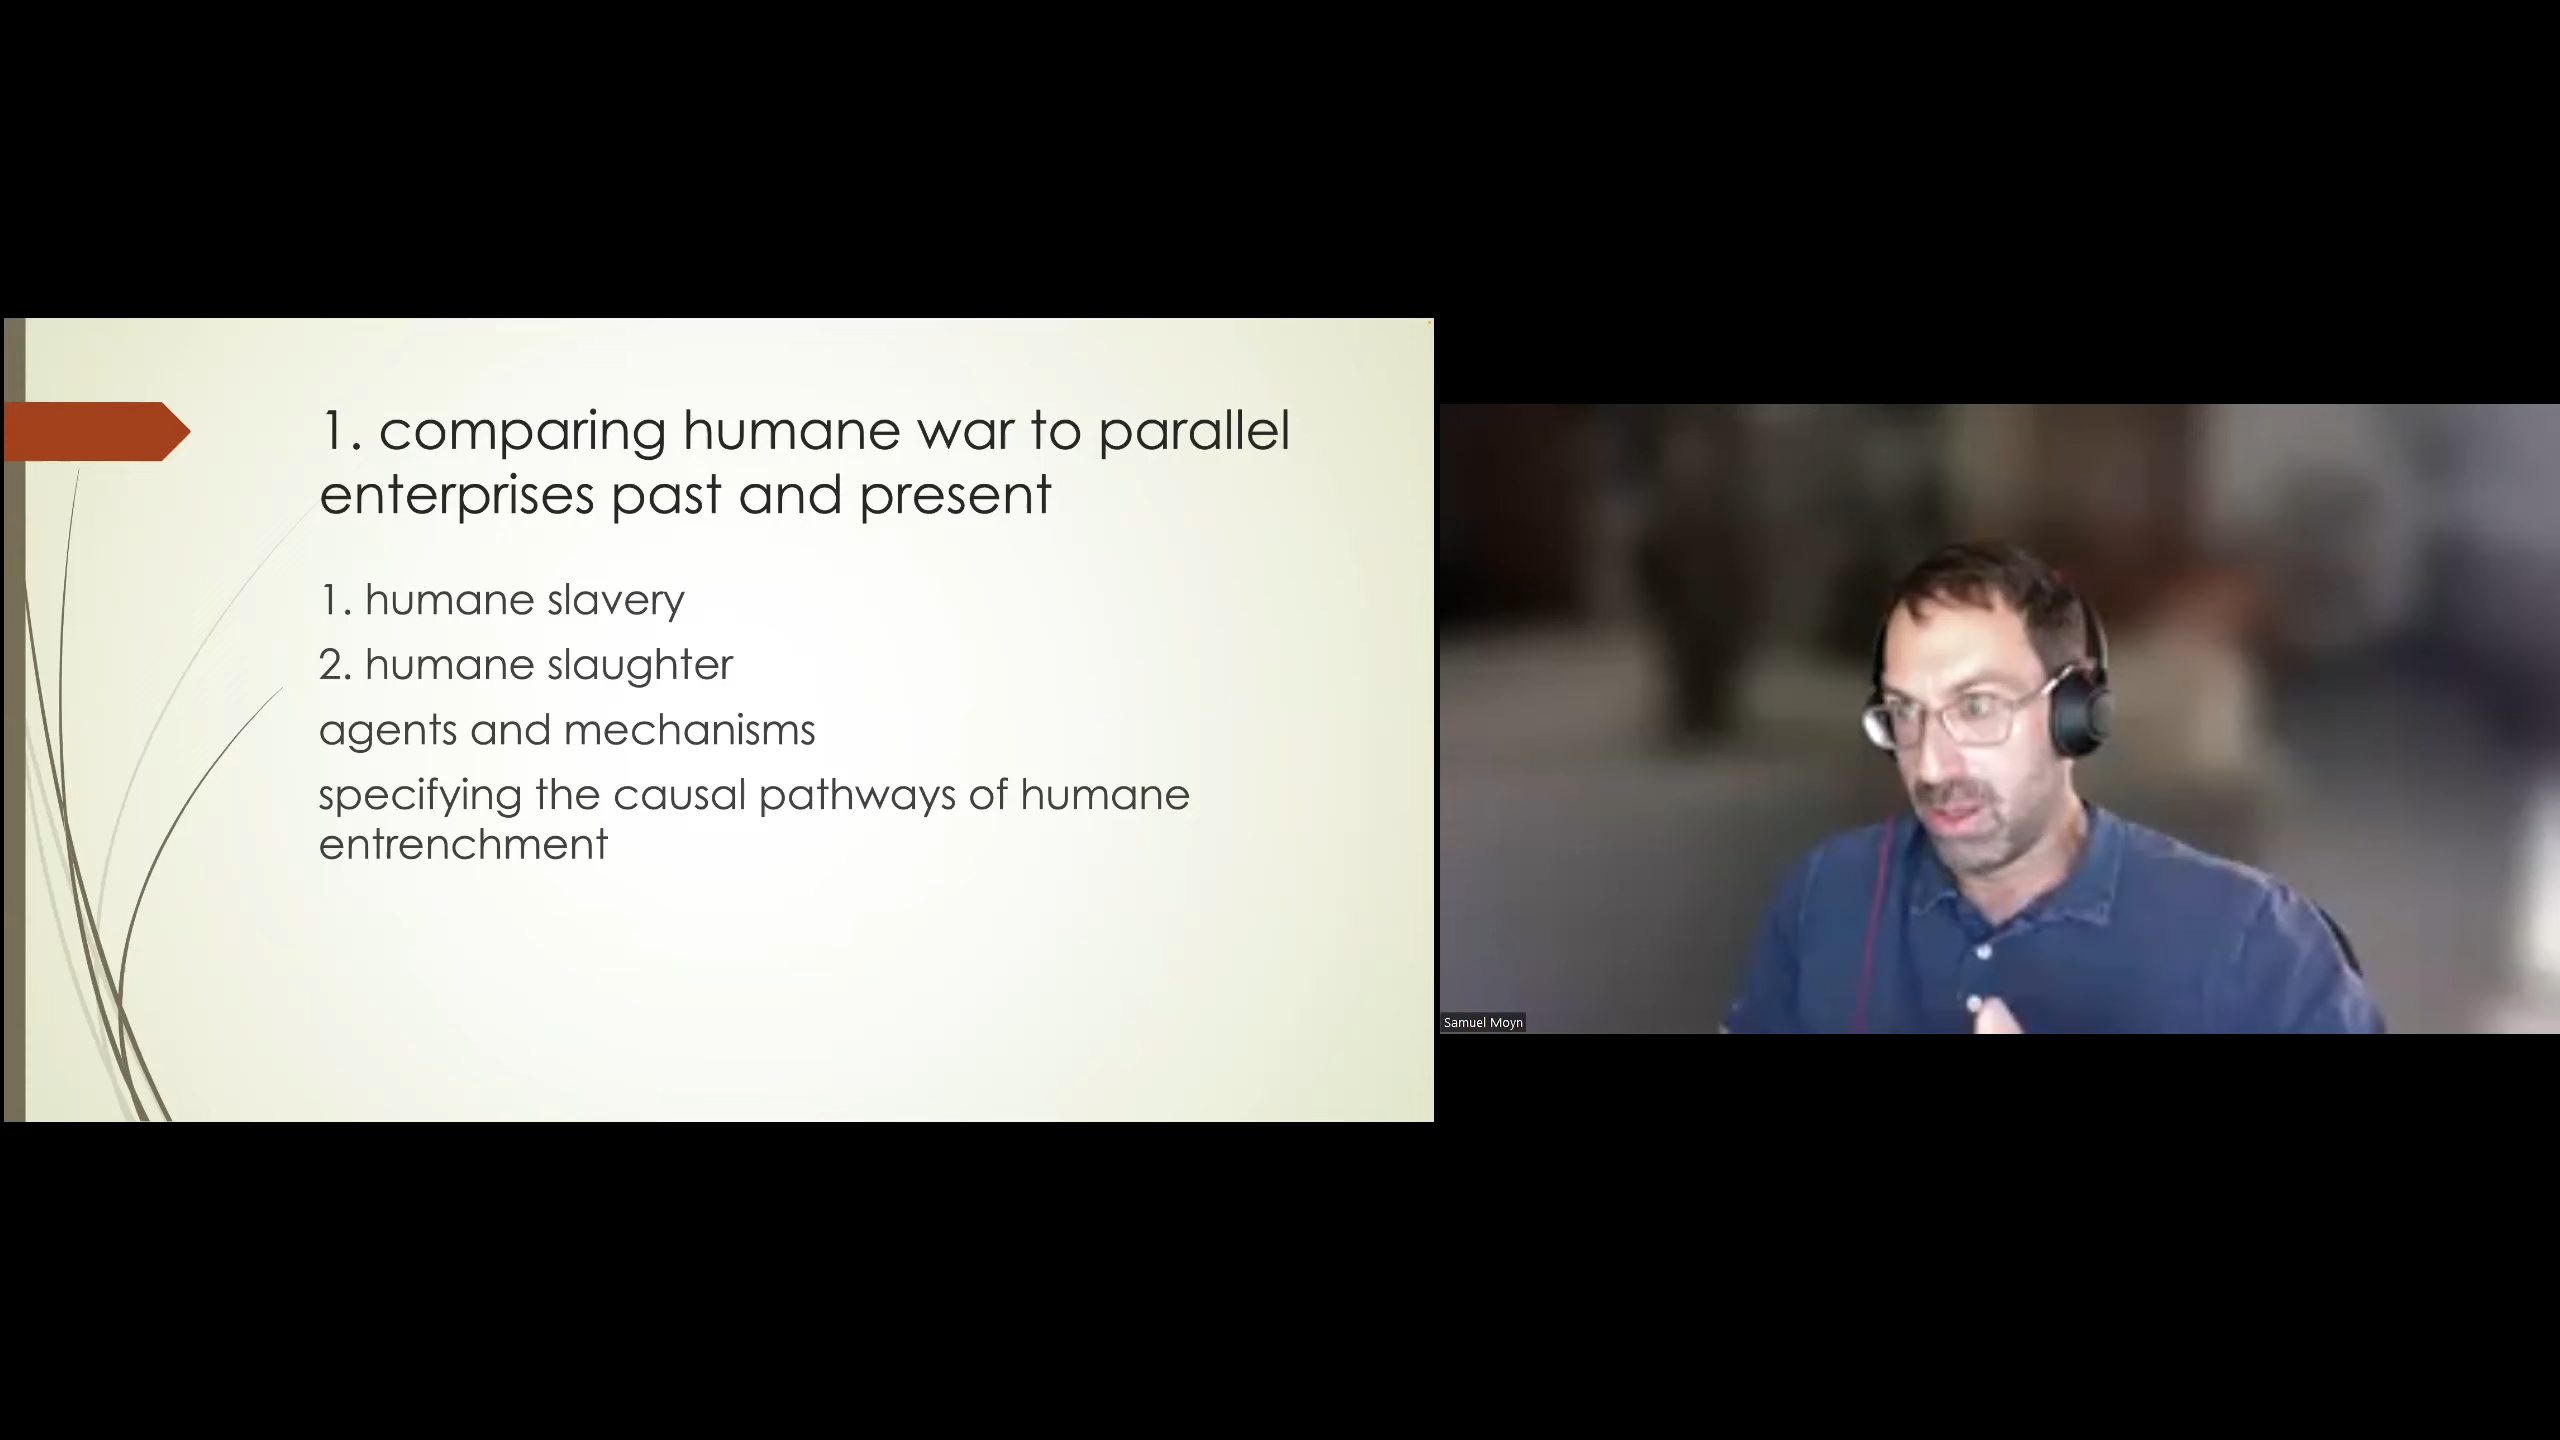 1. comparing humane war to parallel
enterprises past and present
1. humane slavery
2. humane slaughter
agents and mechanisms
specifying the causal pathways of humane
entrenchment
Samuel Moyn